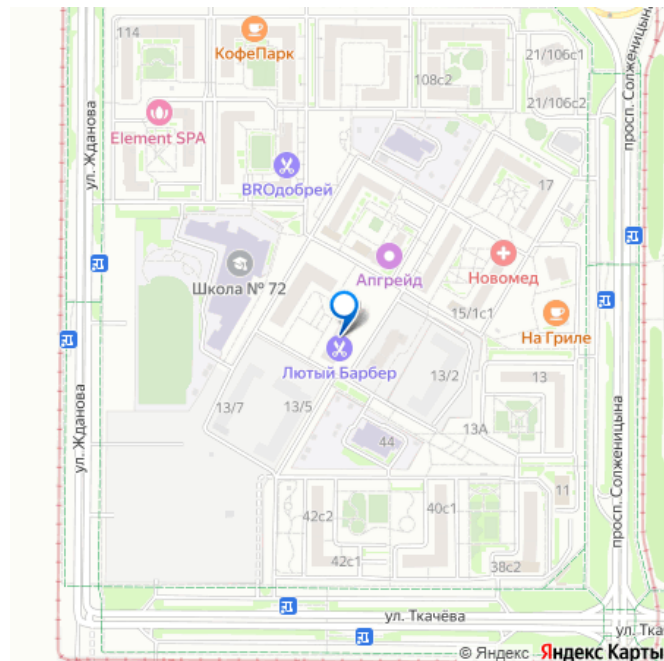 114
КофеПарк
21/106с1
108с2
21/106с2
просп. Солженицына
Element SPA
ул. Жданова
BROдобрей
17
Школа № 72
Апгрейд
Новомед
15/1с1
На Гриле
Лютый Барбер
13/2
13
13/7
13/5
13А
ул. Жданова
44
просп. Солженицына
11
42с2
40с1
42с1
38с2
ул. Ткачёва
ул. Тка
© Яндекс Яндекс Карты